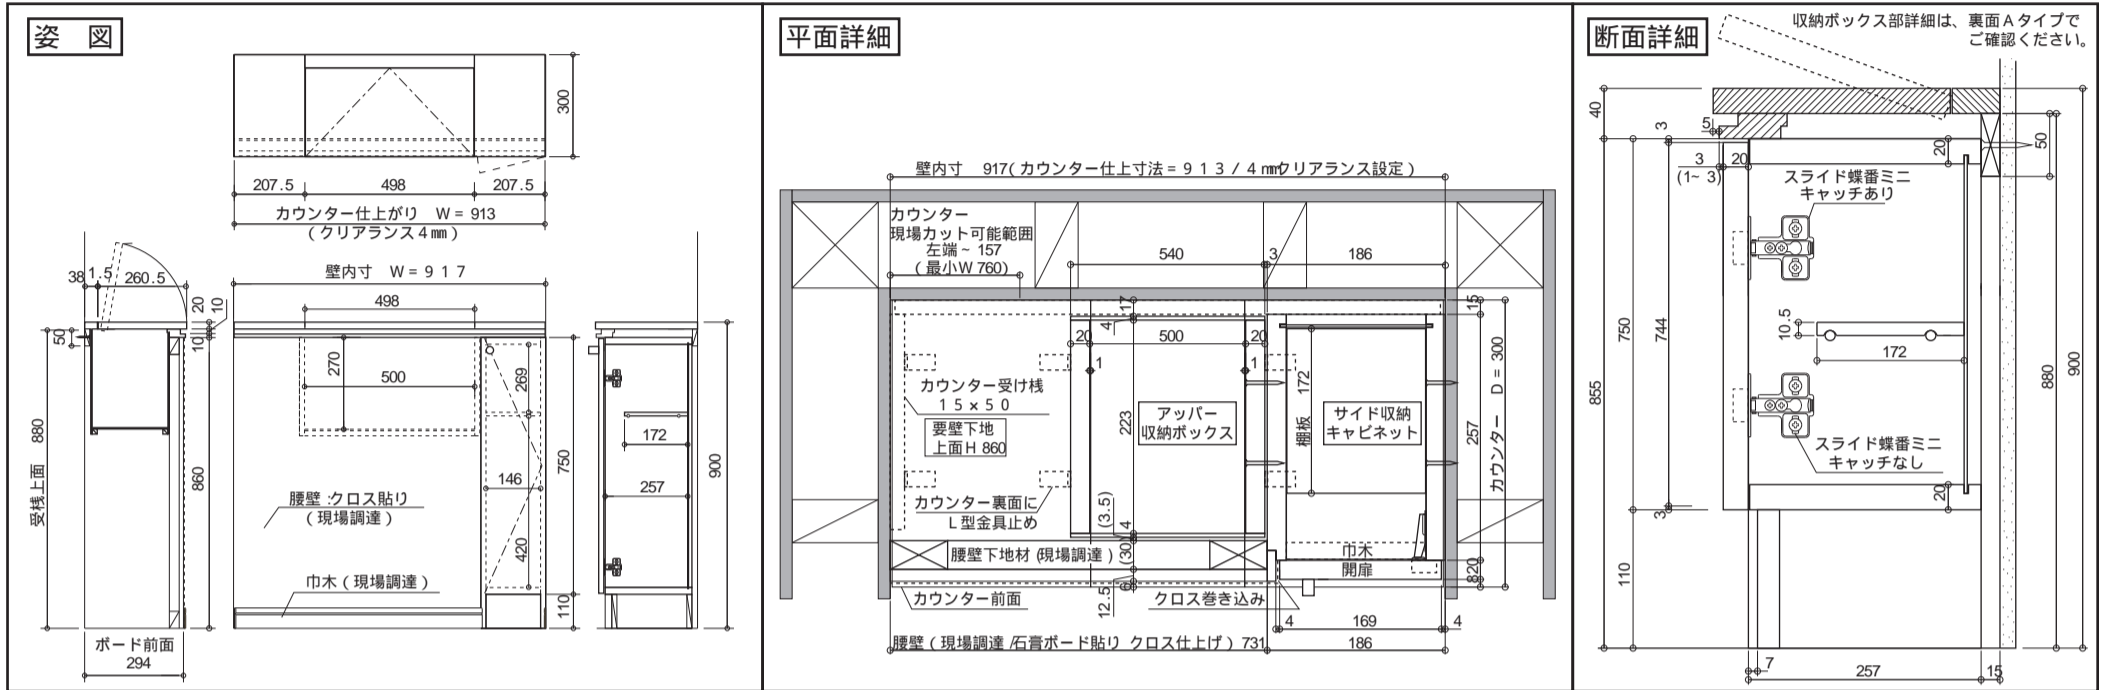 姿 図
300
207.5
498
207.5
カウンター仕上がり W = 913
(クリアランス4㎜)
38
1.5
260.5
20
10
50
10
受桟上面 880
860
ボード前面
294
壁内寸 W = 917
498
270
500
269
146
420
750
110
腰壁:クロス貼り
(現場調達)
巾木(現場調達)
172
257
900
平面詳細
壁内寸 917(カウンター仕上寸法=913/4㎜クリアランス設定)
カウンター
現場カット可能範囲
左端~157
(最小W 760)
540
3
186
17
4
15
20
500
20
1
1
カウンター受け桟
15×50
要壁下地
上面H 860
223
アッパー
収納ボックス
172
棚板
サイド収納
キャビネット
257
カウンター D = 300
カウンター裏面に
L型金具止め
(3.5)
4
(30)
腰壁下地材(現場調達)
巾木
開扉
820
6
12.5
カウンター前面
クロス巻き込み
4
169
4
腰壁(現場調達/石膏ボード貼り クロス仕上げ)731
186
断面詳細
収納ボックス部詳細は、裏面Aタイプで
ご確認ください。
40
5
3
3
(1~3)
20
20
50
スライド蝶番ミニ
キャッチあり
10.5
172
750
744
855
880
900
スライド蝶番ミニ
キャッチなし
20
3
110
7
257
15